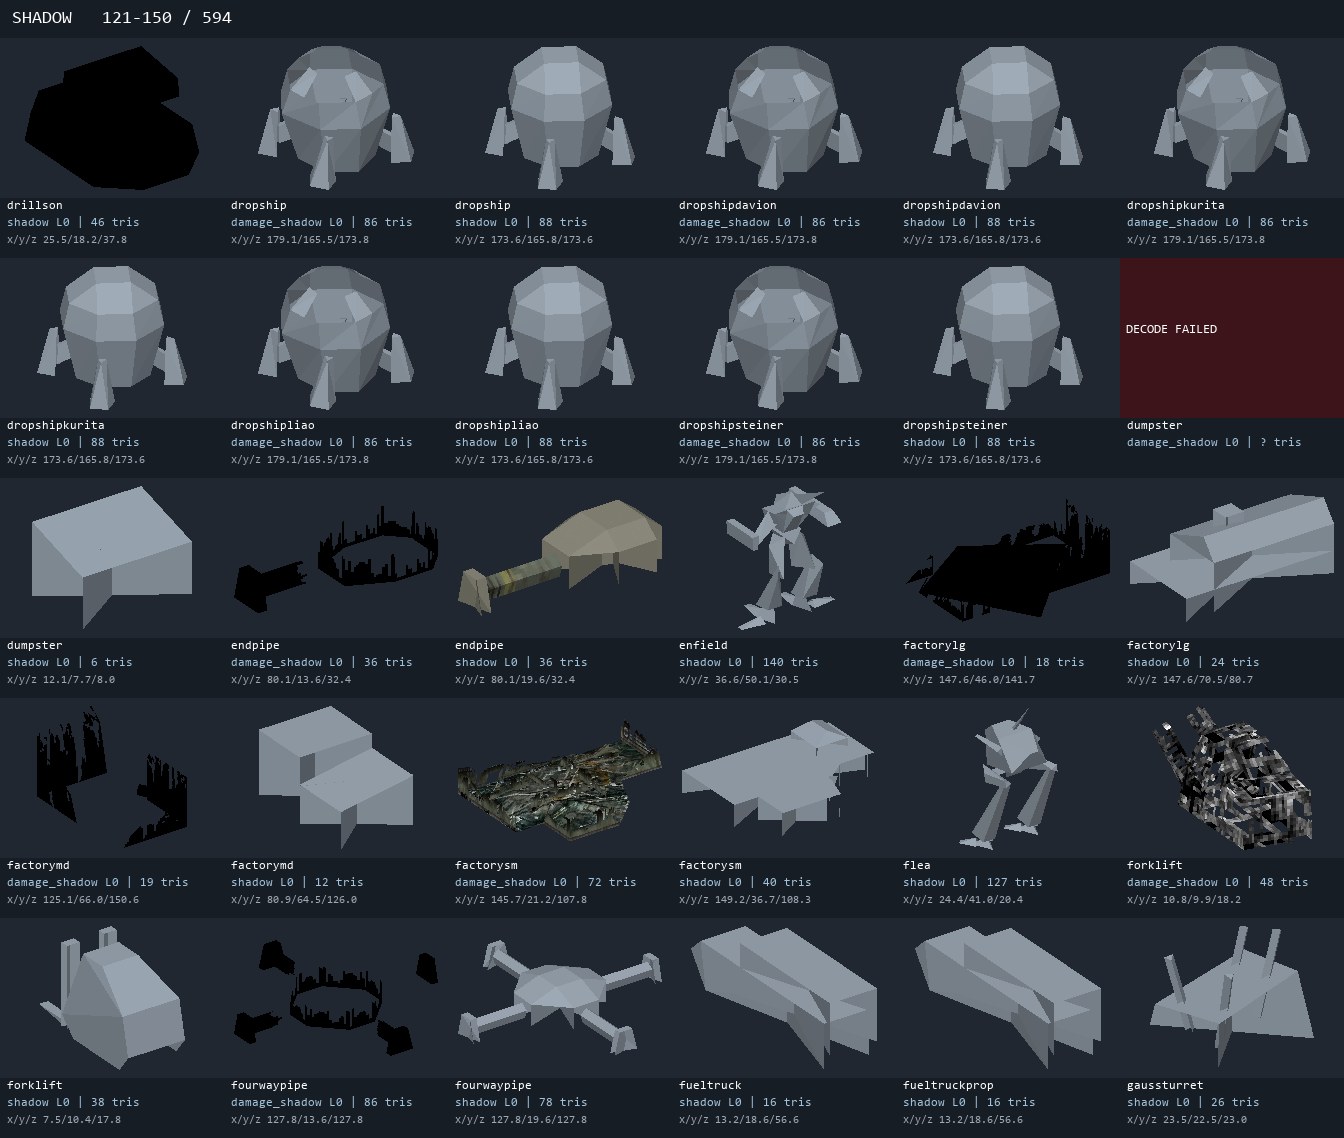 SHADOW 121-150 / 594
drillson
shadow L0 | 46 tris
x/y/z 25.5/18.2/37.8
dropship
damage_shadow L0 | 86 tris
x/y/z 179.1/165.5/173.8
dropship
shadow L0 | 88 tris
x/y/z 173.6/165.8/173.6
dropshipdavion
damage_shadow L0 | 86 tris
x/y/z 179.1/165.5/173.8
dropshipdavion
shadow L0 | 88 tris
x/y/z 173.6/165.8/173.6
dropshipkurita
damage_shadow L0 | 86 tris
x/y/z 179.1/165.5/173.8
dropshipkurita
shadow L0 | 88 tris
x/y/z 173.6/165.8/173.6
dropshipliao
damage_shadow L0 | 86 tris
x/y/z 179.1/165.5/173.8
dropshipliao
shadow L0 | 88 tris
x/y/z 173.6/165.8/173.6
dropshipsteiner
damage_shadow L0 | 86 tris
x/y/z 179.1/165.5/173.8
dropshipsteiner
shadow L0 | 88 tris
x/y/z 173.6/165.8/173.6
DECODE FAILED
dumpster
damage_shadow L0 | ? tris
dumpster
shadow L0 | 6 tris
x/y/z 12.1/7.7/8.0
endpipe
damage_shadow L0 | 36 tris
x/y/z 80.1/13.6/32.4
endpipe
shadow L0 | 36 tris
x/y/z 80.1/19.6/32.4
enfield
shadow L0 | 140 tris
x/y/z 36.6/50.1/30.5
factorylg
damage_shadow L0 | 18 tris
x/y/z 147.6/46.0/141.7
factorylg
shadow L0 | 24 tris
x/y/z 147.6/70.5/80.7
factorymd
damage_shadow L0 | 19 tris
x/y/z 125.1/66.0/150.6
factorymd
shadow L0 | 12 tris
x/y/z 80.9/64.5/126.0
factorysm
damage_shadow L0 | 72 tris
x/y/z 145.7/21.2/107.8
factorysm
shadow L0 | 40 tris
x/y/z 149.2/36.7/108.3
flea
shadow L0 | 127 tris
x/y/z 24.4/41.0/20.4
forklift
damage_shadow L0 | 48 tris
x/y/z 10.8/9.9/18.2
forklift
shadow L0 | 38 tris
x/y/z 7.5/10.4/17.8
fourwaypipe
damage_shadow L0 | 86 tris
x/y/z 127.8/13.6/127.8
fourwaypipe
shadow L0 | 78 tris
x/y/z 127.8/19.6/127.8
fueltruck
shadow L0 | 16 tris
x/y/z 13.2/18.6/56.6
fueltruckprop
shadow L0 | 16 tris
x/y/z 13.2/18.6/56.6
gaussturret
shadow L0 | 26 tris
x/y/z 23.5/22.5/23.0